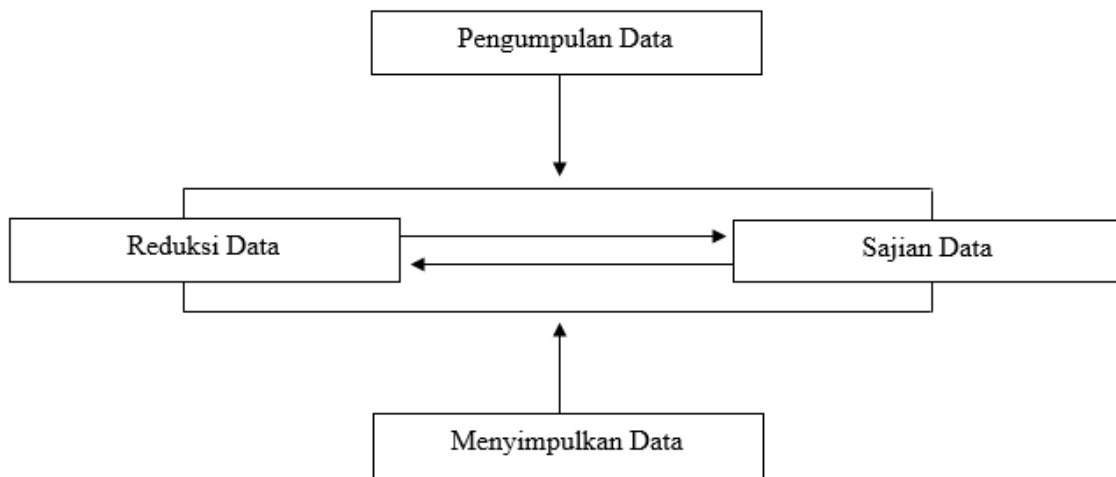 Pengumpulan Data
Reduksi Data
Sajian Data
Menyimpulkan Data